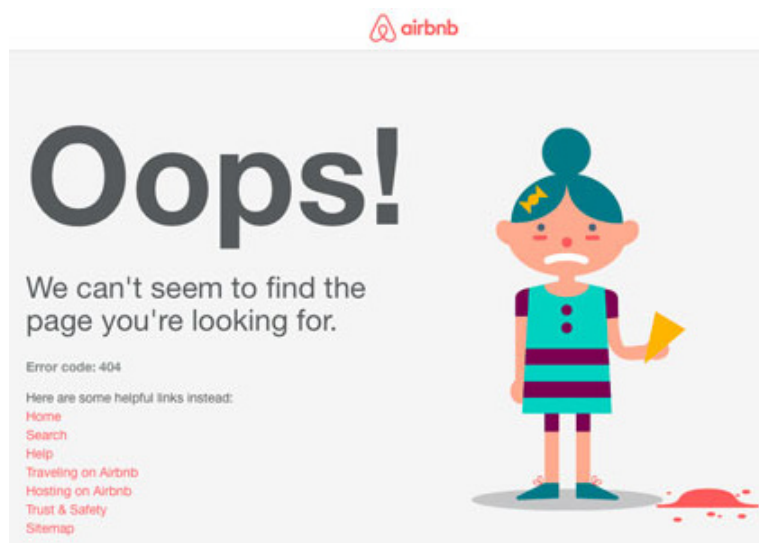 airbnb
Oops!
We can't seem to find the
page you're looking for.
Error code: 404
Here are some helpful links instead:
Home
Search
Help
Traveling on Airbnb
Hosting on Airbnb
Trust & Safety
Sitemap